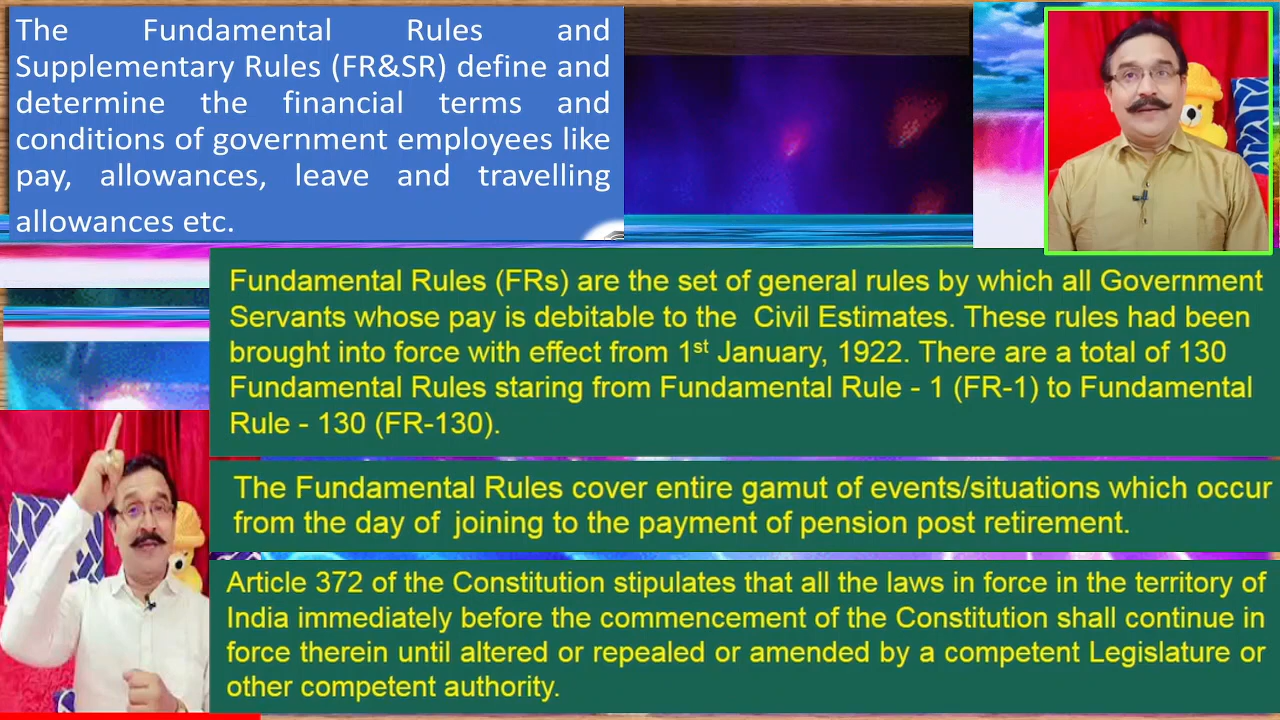 The Fundamental Rules and
Supplementary Rules (FR&SR) define and
determine the financial terms and
conditions of government employees like
pay, allowances, leave and travelling
allowances etc.
Fundamental Rules (FRs) are the set of general rules by which all Government
Servants whose pay is debitable to the Civil Estimates. These rules had been
brought into force with effect from 1st January, 1922. There are a total of 130
Fundamental Rules staring from Fundamental Rule - 1 (FR-1) to Fundamental
Rule - 130 (FR-130).
The Fundamental Rules cover entire gamut of events/situations which occur
from the day of joining to the payment of pension post retirement.
Article 372 of the Constitution stipulates that all the laws in force in the territory of
India immediately before the commencement of the Constitution shall continue in
force therein until altered or repealed or amended by a competent Legislature or
other competent authority.